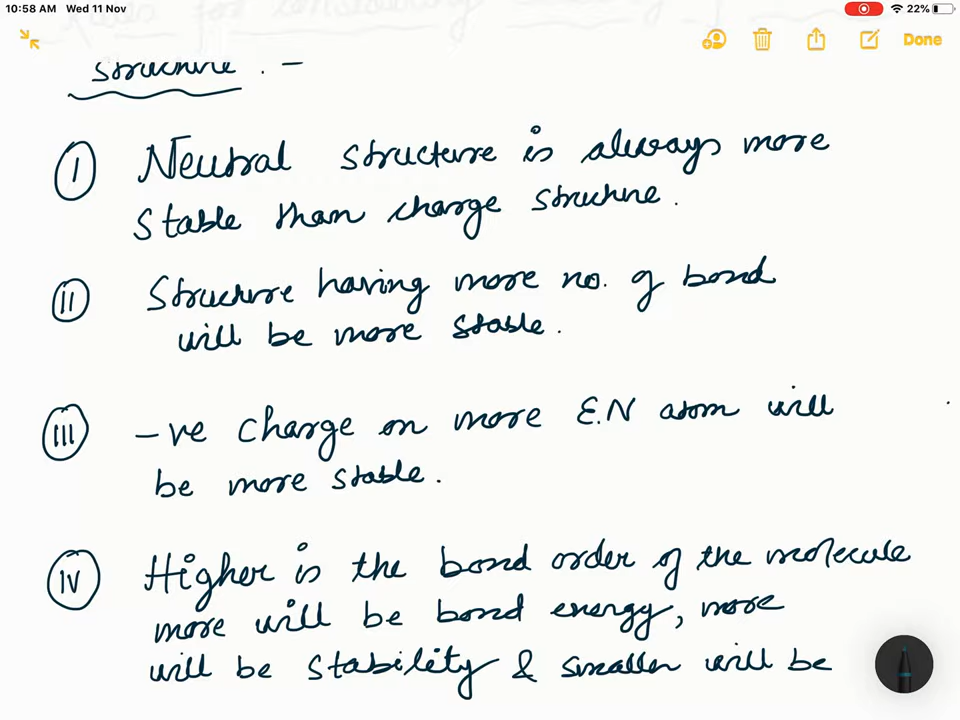 10:58 AM Wed 11 Nov
22%
Rules for considering
Done
structure : -
I Neutral structure is always more
stable than charge structure.
II Structure having more no. of bond
will be more stable.
III -ve charge on more E.N atom will
be more stable.
IV Higher is the bond order of the molecule
more will be bond energy, more
will be stability & smaller will be